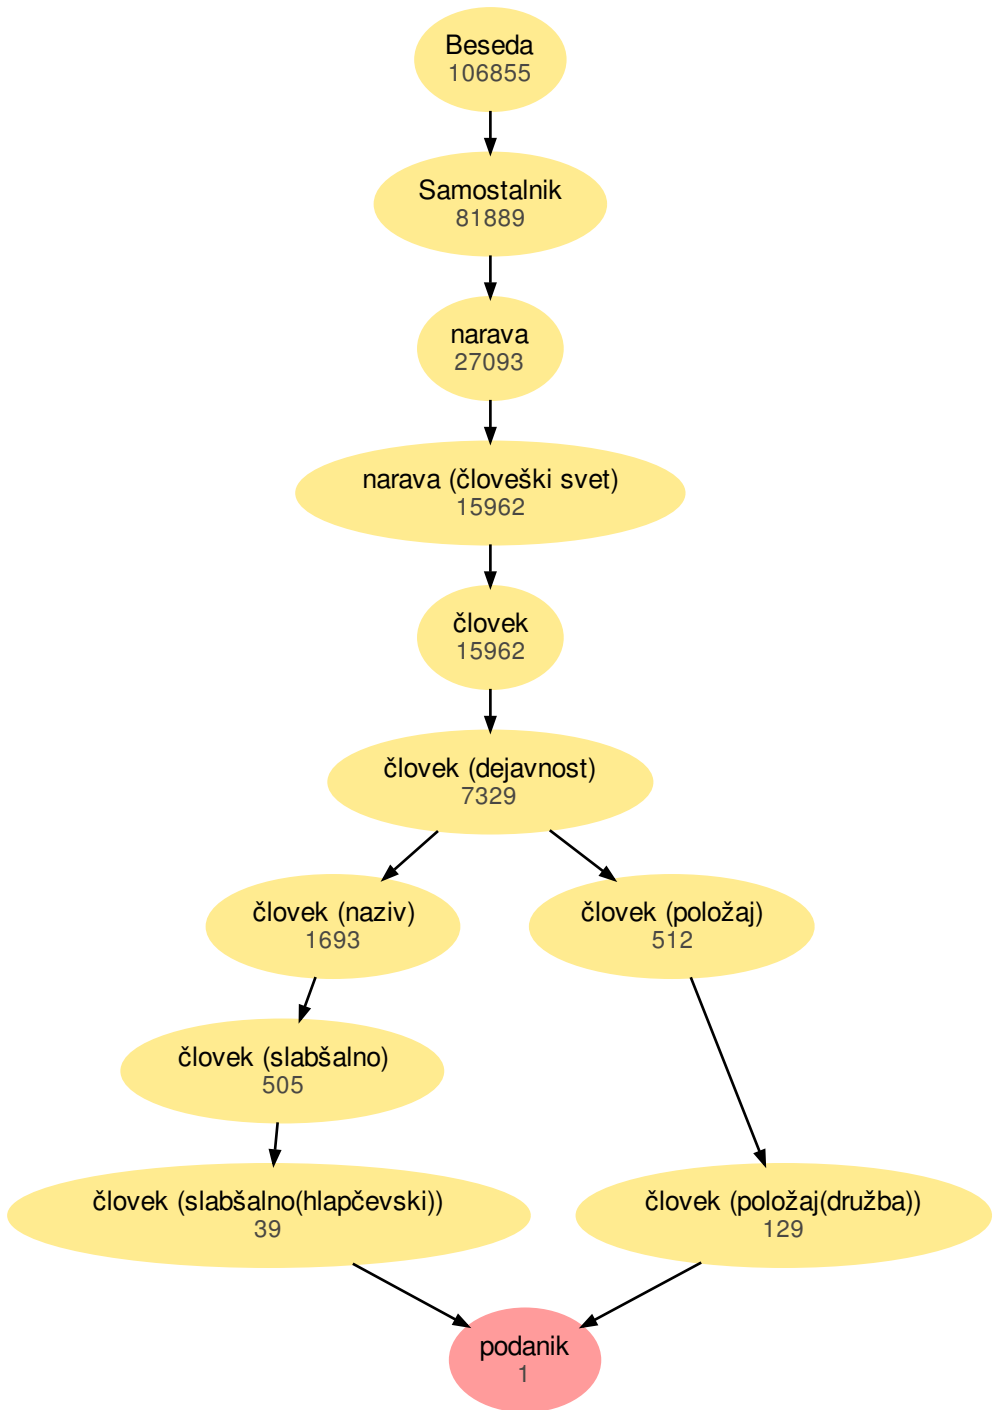 Beseda
106855
Samostalnik
81889
narava
27093
narava (človeški svet)
15962
človek
15962
človek (dejavnost)
7329
človek (naziv)
1693
človek (položaj)
512
človek (slabšalno)
505
človek (slabšalno(hlapčevski))
39
človek (položaj(družba))
129
podanik
1